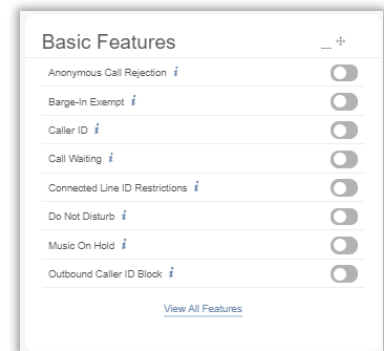 Basic Features
Anonymous Call Rejection i
Barge-In Exempt i
Caller ID i
Call Waiting i
Connected Line ID Restrictions i
Do Not Disturb i
Music On Hold i
Outbound Caller ID Block i
View All Features